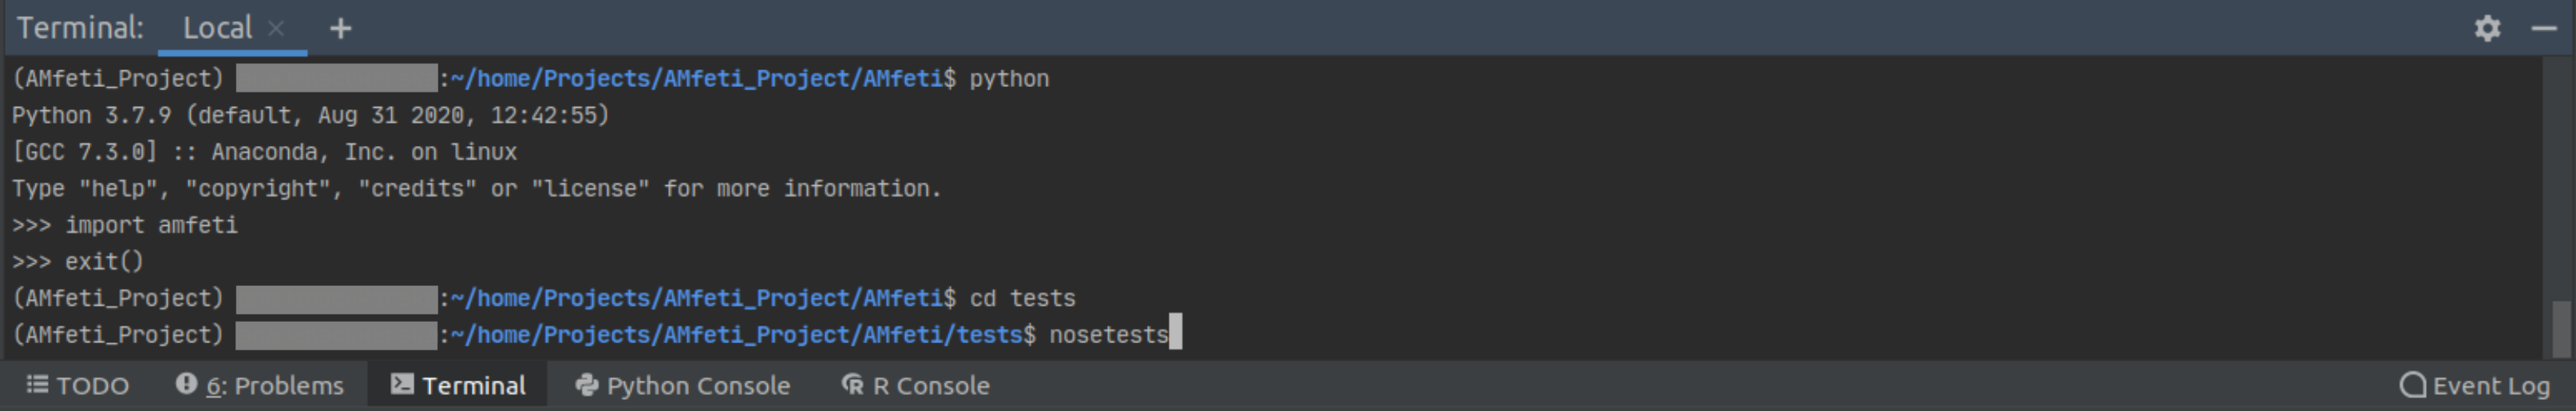 Terminal: Local × +
(AMfeti_Project) :~/home/Projects/AMfeti_Project/AMfeti$ python
Python 3.7.9 (default, Aug 31 2020, 12:42:55)
[GCC 7.3.0] :: Anaconda, Inc. on linux
Type "help", "copyright", "credits" or "license" for more information.
>>> import amfeti
>>> exit()
(AMfeti_Project) :~/home/Projects/AMfeti_Project/AMfeti$ cd tests
(AMfeti_Project) :~/home/Projects/AMfeti_Project/AMfeti/tests$ nosetests
TODO 6: Problems Terminal Python Console R Console Event Log